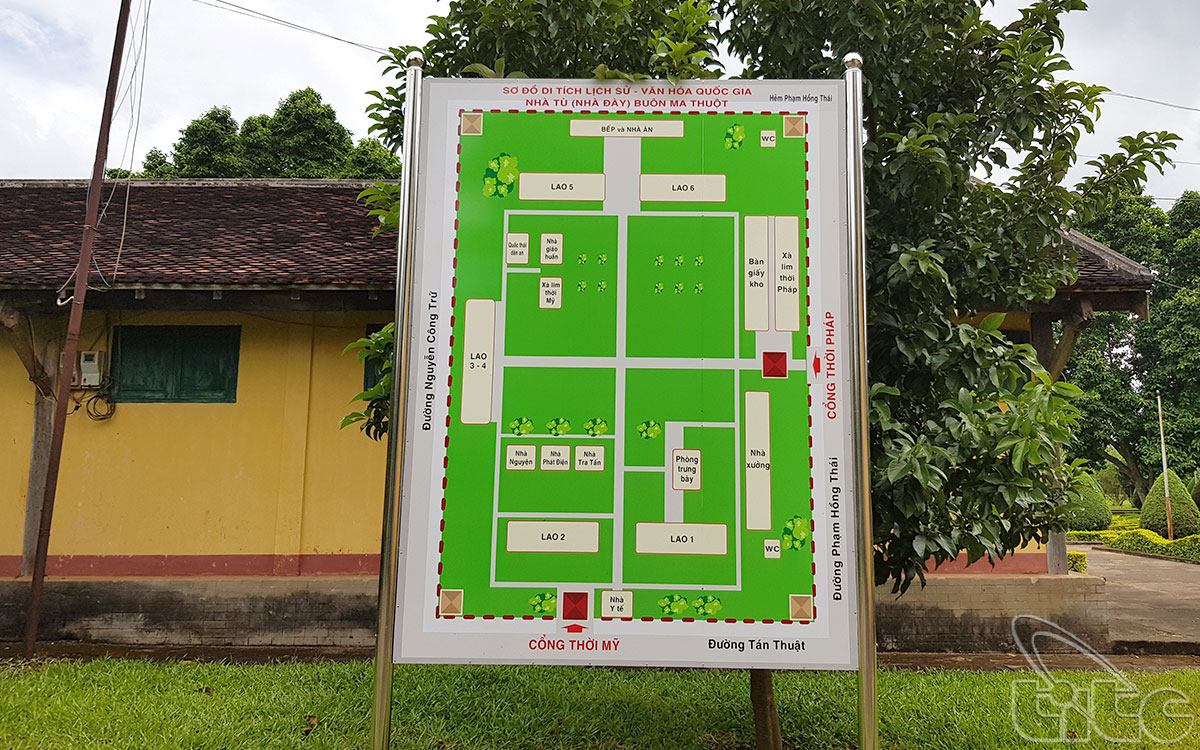 SƠ ĐỒ DI TÍCH LỊCH SỬ - VĂN HÓA QUỐC GIA
NHÀ TÙ (NHÀ ĐÀY) BUÔN MA THUỘT
Hẻm Phạm Hồng Thái
BẾP và NHÀ ĂN
WC
LAO 5
LAO 6
Quốc thái
dân an
Nhà
giáo
huấn
Xà lim
thời
Mỹ
Bàn
giấy
kho
Xà
lim
thời
Pháp
LAO
3 - 4
Đường Nguyễn Công Trứ
CỔNG THỜI PHÁP
Nhà
Nguyện
Nhà
Phát Điện
Nhà
Tra Tấn
Phòng
trưng
bày
Nhà
xưởng
LAO 2
LAO 1
WC
Đường Phạm Hồng Thái
Nhà
Y tế
CỔNG THỜI MỸ
Đường Tán Thuật
titc